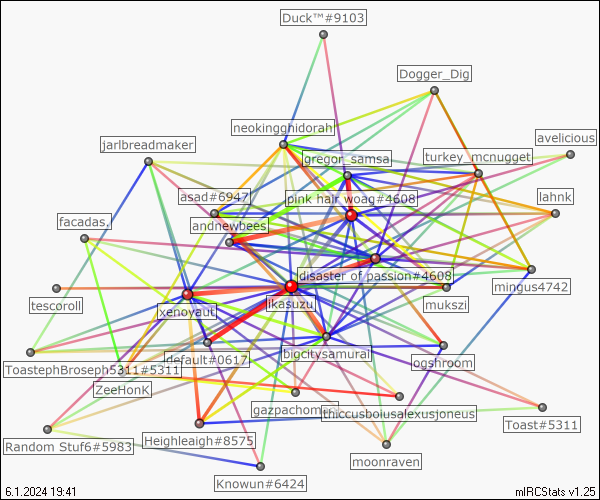 Duck™#9103
Dogger_Dig
neokingghidorah
avelicious
jarlbreadmaker
gregor_samsa
turkey_mcnugget
asad#6947
pink hair woag#4608
lahnk
facadas.
andnewbees
disaster of passion#4608
mingus4742
tescoroll
xenoyaut
ikasuzu
mukszi
ToastephBroseph5311#5311
default#0617
bigcitysamurai
ogshroom
ZeeHonK
gazpachoman
thiccusboiusalexusjoneus
Toast#5311
Random Stuf6#5983
Heighleaigh#8575
moonraven
Knowun#6424
6.1.2024 19:41
mIRCStats v1.25